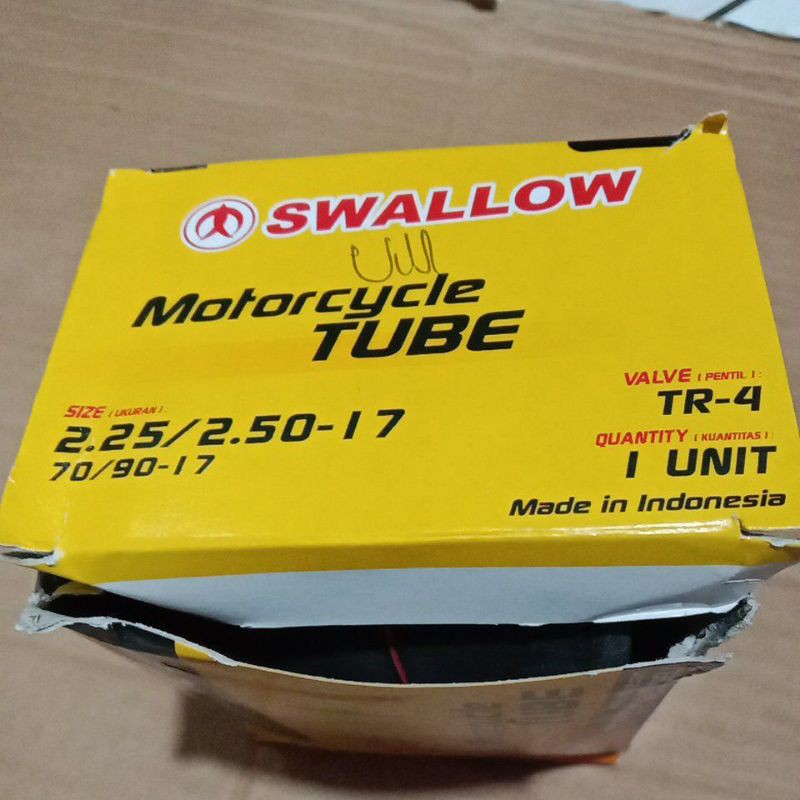 SWALLOW
Motorcycle
TUBE
SIZE (UKURAN) :
2.25/2.50-17
70/90-17
VALVE (PENTIL) :
TR-4
QUANTITY (KUANTITAS) :
1 UNIT
Made in Indonesia